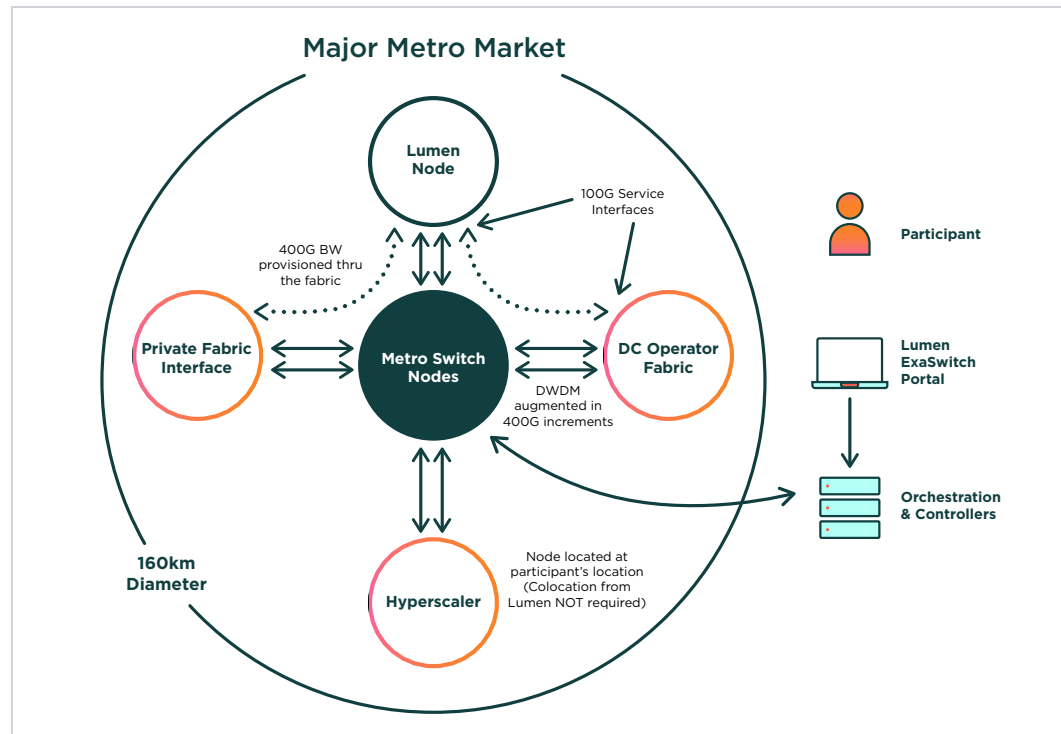 Major Metro Market
Lumen
Node
100G Service
Interfaces
400G BW
provisioned thru
the fabric
Participant
Private Fabric
Interface
Metro Switch
Nodes
DC Operator
Fabric
Lumen
ExaSwitch
Portal
DWDM
augmented in
400G increments
Orchestration
& Controllers
160km
Diameter
Hyperscaler
Node located at
participant's location
(Colocation from
Lumen NOT required)